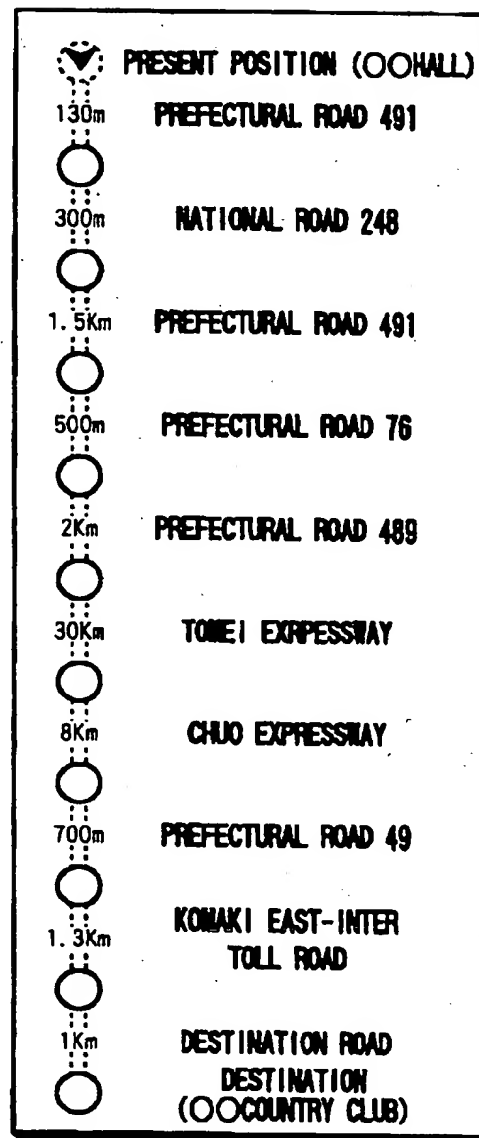 PRESENT POSITION (○○HALL)
130m PREFECTURAL ROAD 491
300m NATIONAL ROAD 248
1.5Km PREFECTURAL ROAD 491
500m PREFECTURAL ROAD 76
2Km PREFECTURAL ROAD 489
30Km TOMEI EXRPESSWAY
8Km CHUO EXPRESSWAY
700m PREFECTURAL ROAD 49
1.3Km KOMAKI EAST-INTER
TOLL ROAD
1Km DESTINATION ROAD
DESTINATION
(○○COUNTRY CLUB)